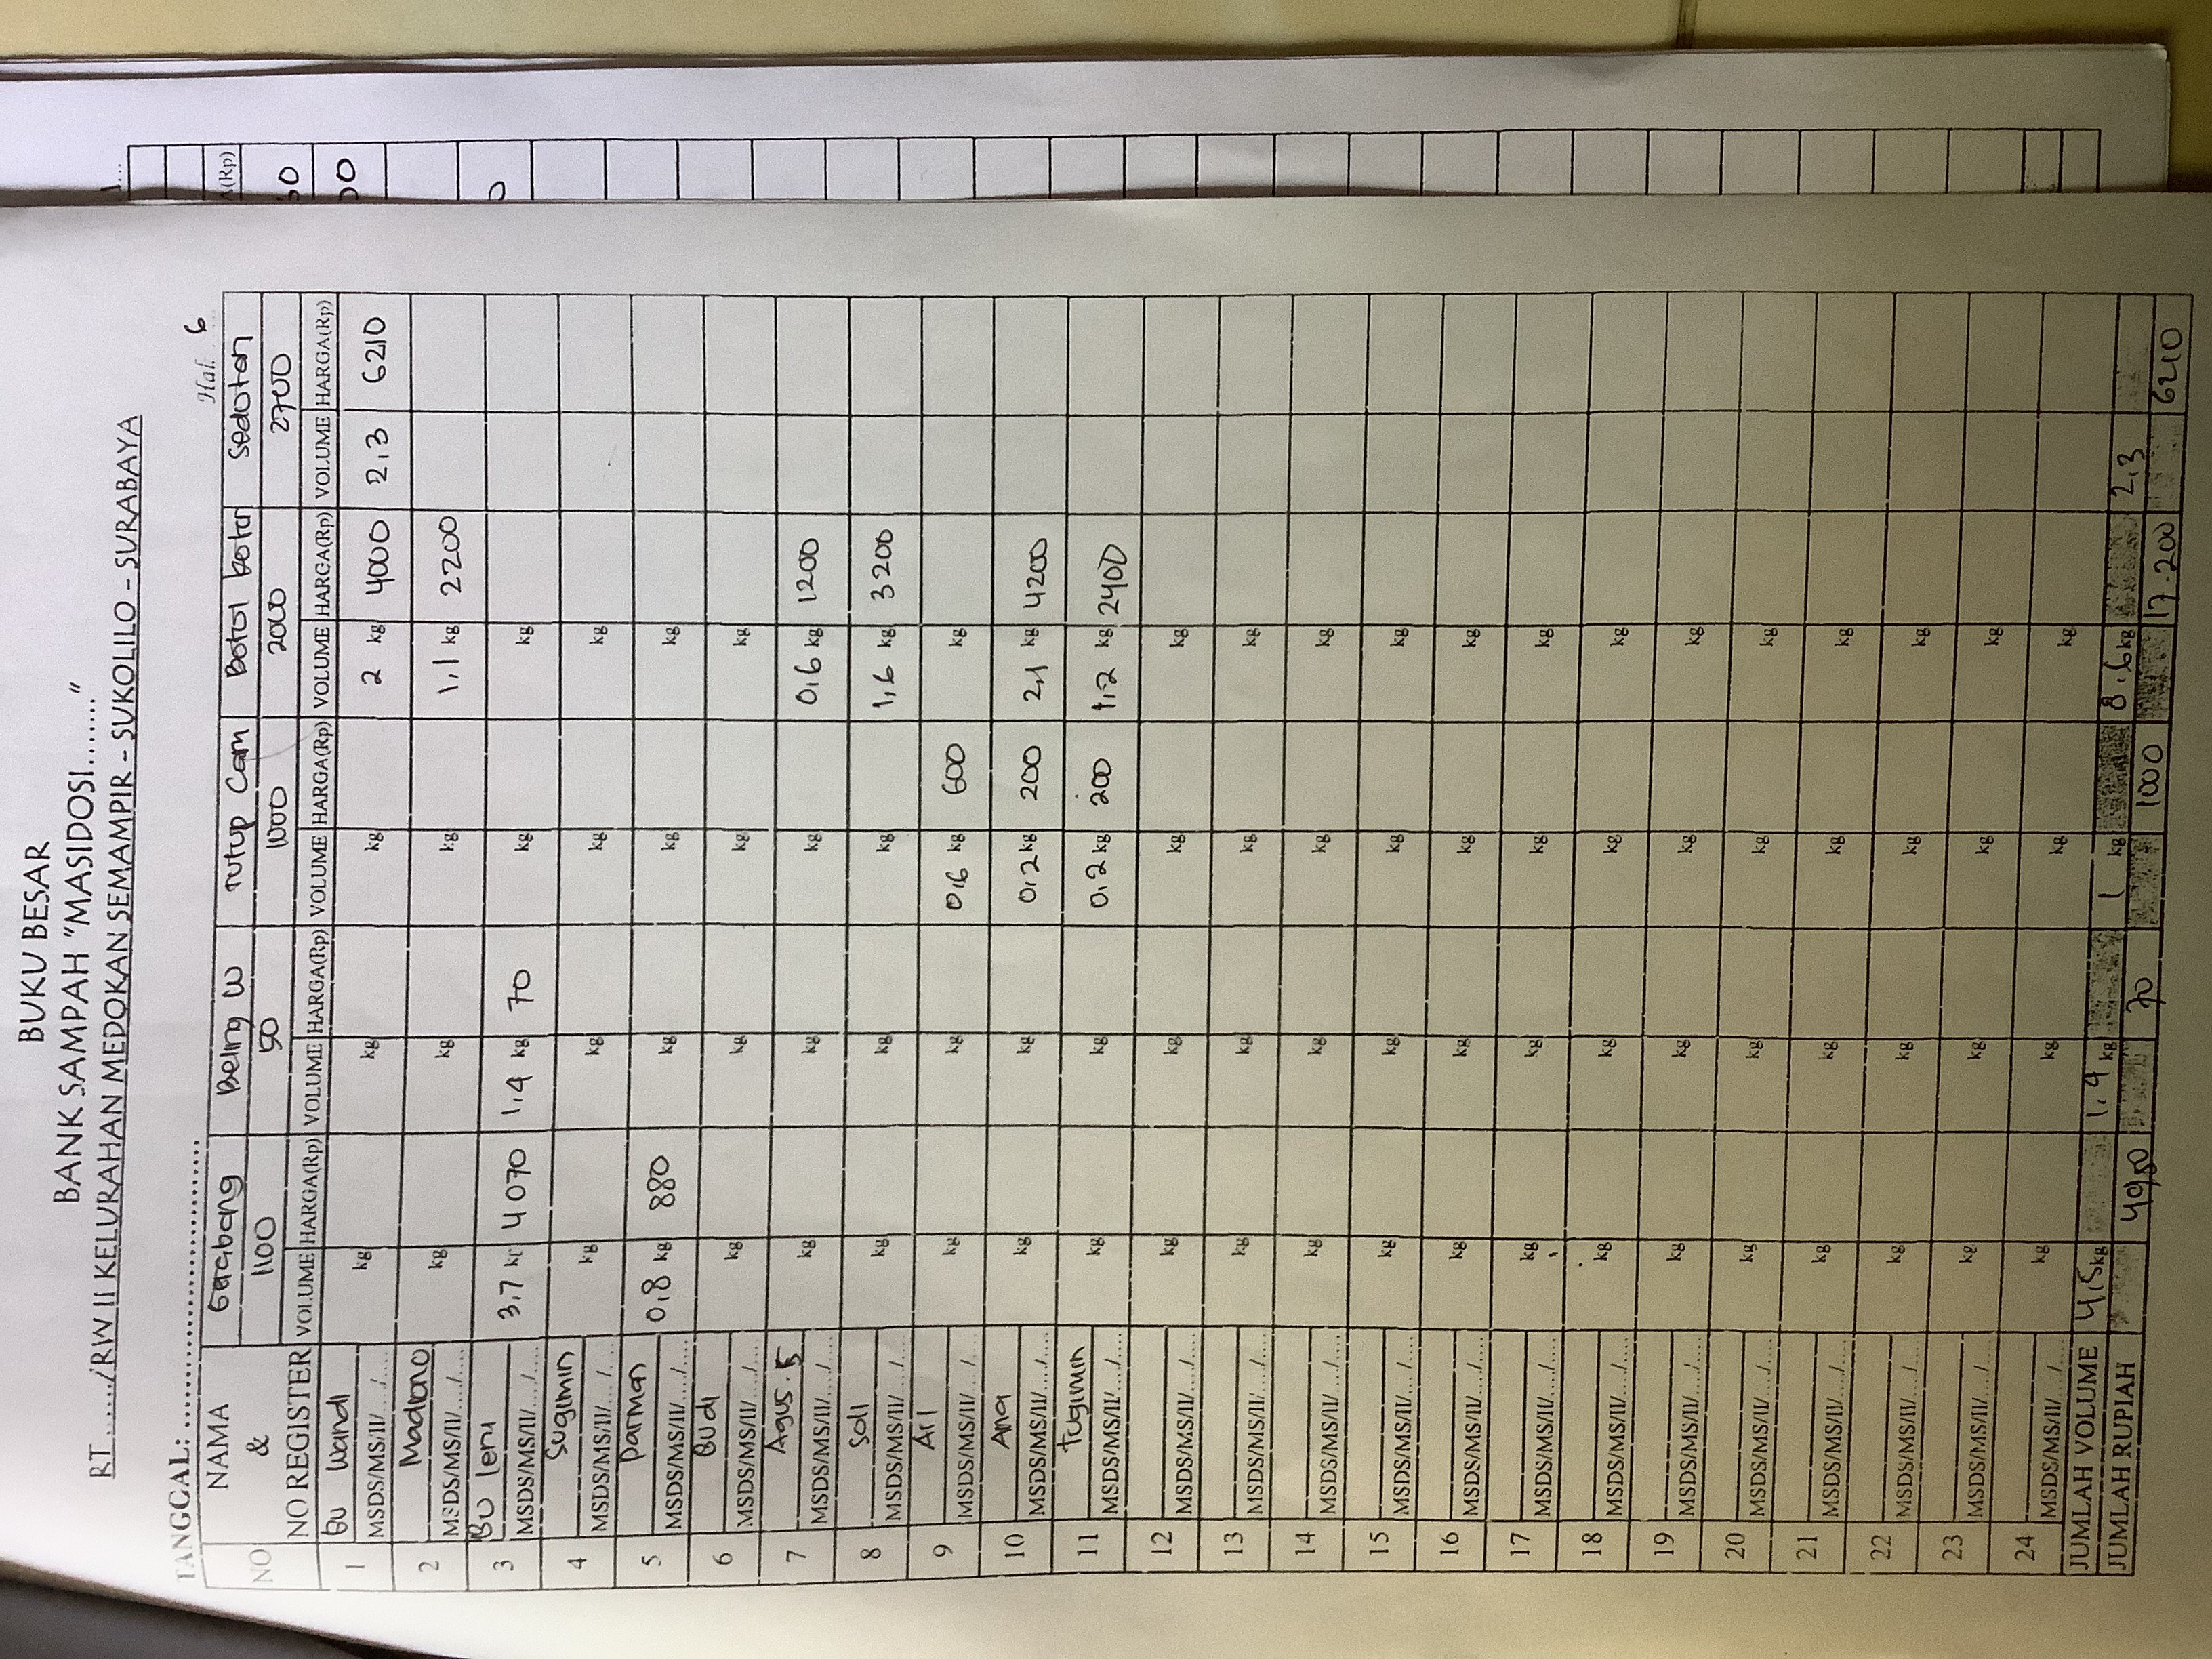 BUKU BESAR
BANK SAMPAH "MASIDOSI......."
RT ....../RW II KELURAHAN MEDOKAN SEMAMPIR - SUKOLILO - SURABAYA
TANGGAL: ............................
Hal. 6
NO NAMA & NO REGISTER Gerabang Beling W Tutup Cam Botol botol Sedotan
1100 50 1000 2000 2700
VOLUME HARGA(Rp) VOLUME HARGA(Rp) VOLUME HARGA(Rp) VOLUME HARGA(Rp) VOLUME HARGA(Rp)
1 Bu Wandi
MSDS/MS/II/..../.... kg kg kg 2 kg 4000 2,3 6210
2 Madiono
MSDS/MS/II/..../.... kg kg kg 1,1 kg 2200
3 Bu leni
MSDS/MS/II/..../.... 3,7 kg 4070 1,4 kg 70 kg kg
4 Sugimin
MSDS/MS/II/..../.... kg kg kg kg
5 Parman
MSDS/MS/II/..../.... 0,8 kg 880 kg kg kg
6 Budi
MSDS/MS/II/..../.... kg kg kg kg
7 Agus.S
MSDS/MS/II/..../.... kg kg kg 0,6 kg 1200
8 Soli
MSDS/MS/II/..../.... kg kg kg 1,6 kg 3200
9 Ari
MSDS/MS/II/..../.... kg kg 0,6 kg 600 kg
10 Ana
MSDS/MS/II/..../.... kg kg 0,2 kg 200 2,1 kg 4200
11 tugimin
MSDS/MS/II/..../.... kg kg 0,2 kg 200 1,2 kg 2400
12 MSDS/MS/II/..../.... kg kg kg kg
13 MSDS/MS/II/..../.... kg kg kg kg
14 MSDS/MS/II/..../.... kg kg kg kg
15 MSDS/MS/II/..../.... kg kg kg kg
16 MSDS/MS/II/..../.... kg kg kg kg
17 MSDS/MS/II/..../.... kg kg kg kg
18 MSDS/MS/II/..../.... kg kg kg kg
19 MSDS/MS/II/..../.... kg kg kg kg
20 MSDS/MS/II/..../.... kg kg kg kg
21 MSDS/MS/II/..../.... kg kg kg kg
22 MSDS/MS/II/..../.... kg kg kg kg
23 MSDS/MS/II/..../.... kg kg kg kg
24 MSDS/MS/II/..../.... kg kg kg kg
JUMLAH VOLUME 4,5 kg 1,4 kg 1 kg 8,6 kg 2,3
JUMLAH RUPIAH 4950 70 1000 17.200 6210